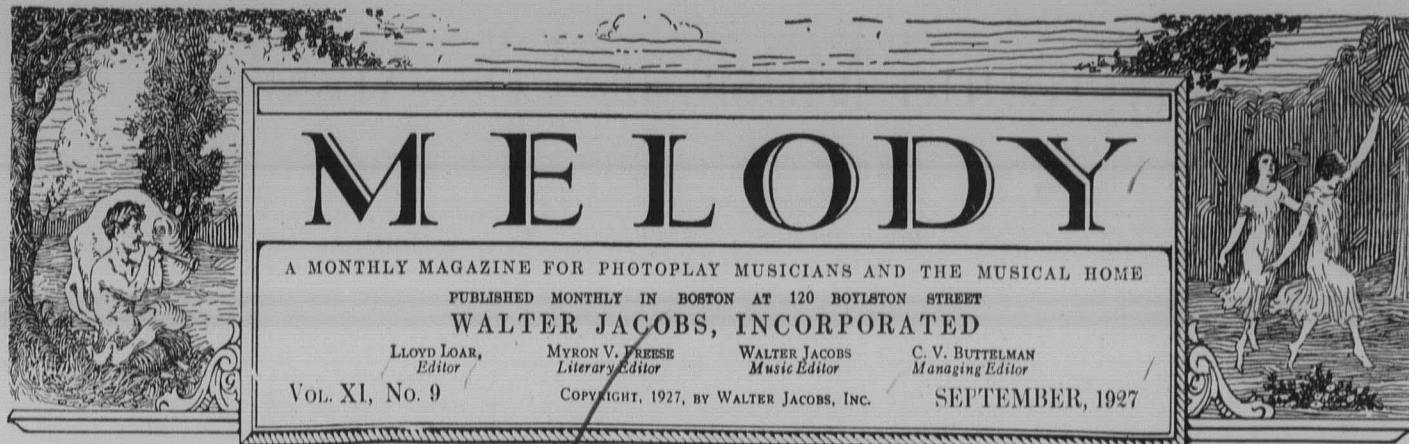 MELODY
A MONTHLY MAGAZINE FOR PHOTOPLAY MUSICIANS AND THE MUSICAL HOME
PUBLISHED MONTHLY IN BOSTON AT 120 BOYLSTON STREET
WALTER JACOBS, INCORPORATED
LLOYD LOAR, MYRON V. FREESE WALTER JACOBS C. V. BUTTELMAN
Editor Literary Editor Music Editor Managing Editor
VOL. XI, No. 9 COPYRIGHT, 1927, BY WALTER JACOBS, INC. SEPTEMBER, 1927